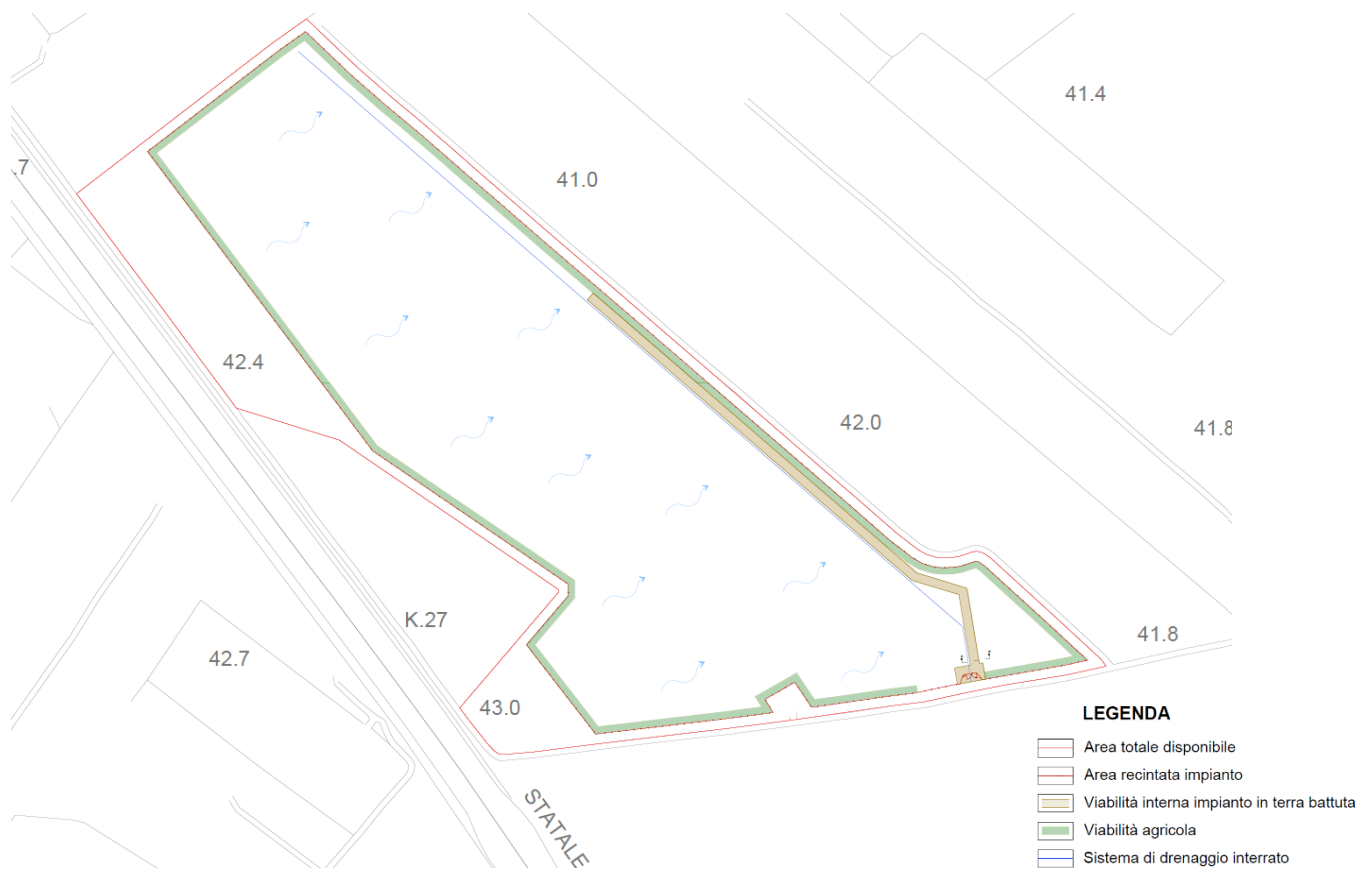 41.4
.7
41.0
42.4
42.0
41.8
K.27
41.8
42.7
43.0
STATALE
LEGENDA
Area totale disponibile
Area recintata impianto
Viabilità interna impianto in terra battuta
Viabilità agricola
Sistema di drenaggio interrato